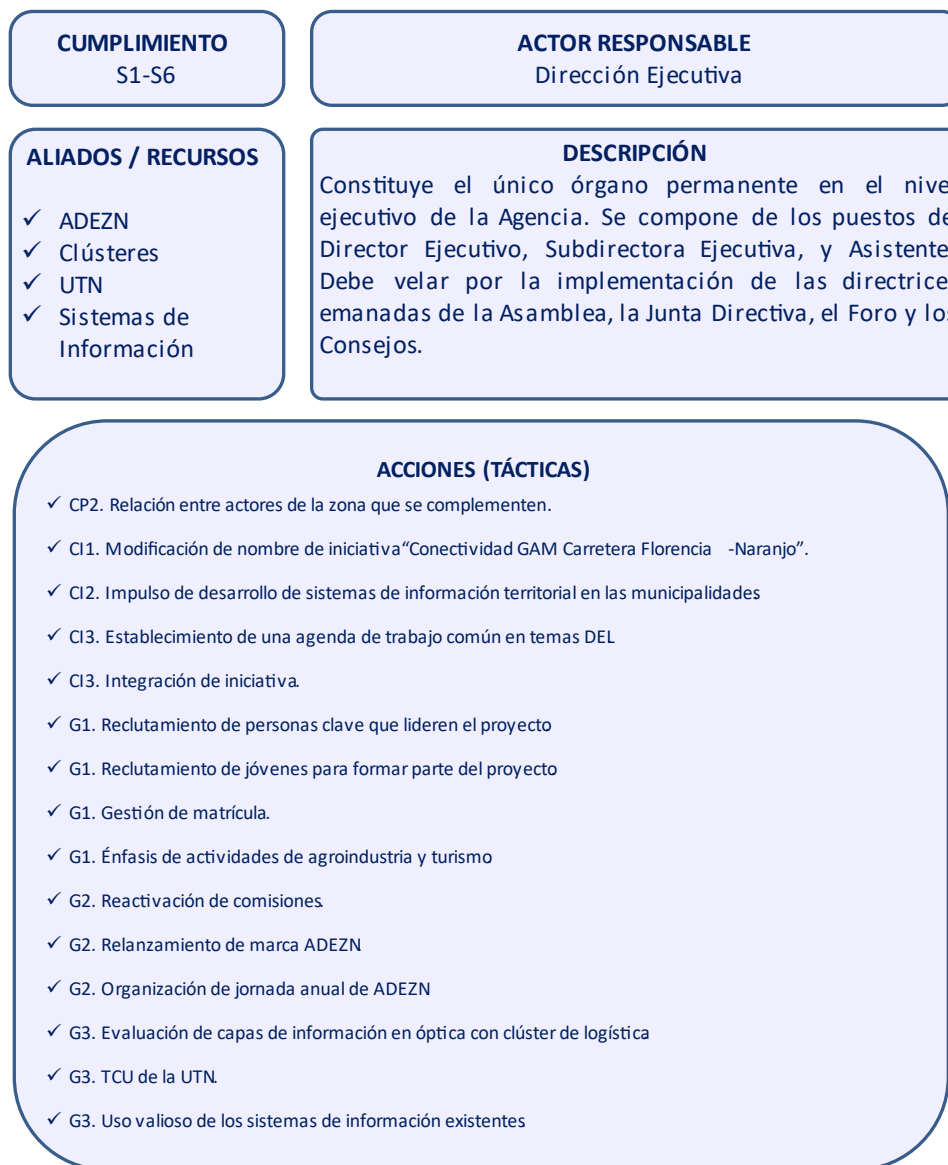 CUMPLIMIENTO
S1-S6
ACTOR RESPONSABLE
Dirección Ejecutiva
ALIADOS / RECURSOS
✓ ADEZN
✓ Clústeres
✓ UTN
✓ Sistemas de
Información
DESCRIPCIÓN
Constituye el único órgano permanente en el nive
ejecutivo de la Agencia. Se compone de los puestos de
Director Ejecutivo, Subdirectora Ejecutiva, y Asistente
Debe velar por la implementación de las directrice
emanadas de la Asamblea, la Junta Directiva, el Foro y los
Consejos.
ACCIONES (TÁCTICAS)
✓ CP2. Relación entre actores de la zona que se complementen.
✓ CI1. Modificación de nombre de iniciativa “Conectividad GAM Carretera Florencia -Naranjo”.
✓ CI2. Impulso de desarrollo de sistemas de información territorial en las municipalidades
✓ CI3. Establecimiento de una agenda de trabajo común en temas DEL
✓ CI3. Integración de iniciativa.
✓ G1. Reclutamiento de personas clave que lideren el proyecto
✓ G1. Reclutamiento de jóvenes para formar parte del proyecto
✓ G1. Gestión de matrícula.
✓ G1. Énfasis de actividades de agroindustria y turismo
✓ G2. Reactivación de comisiones.
✓ G2. Relanzamiento de marca ADEZN
✓ G2. Organización de jornada anual de ADEZN
✓ G3. Evaluación de capas de información en óptica con clúster de logística
✓ G3. TCU de la UTN.
✓ G3. Uso valioso de los sistemas de información existentes